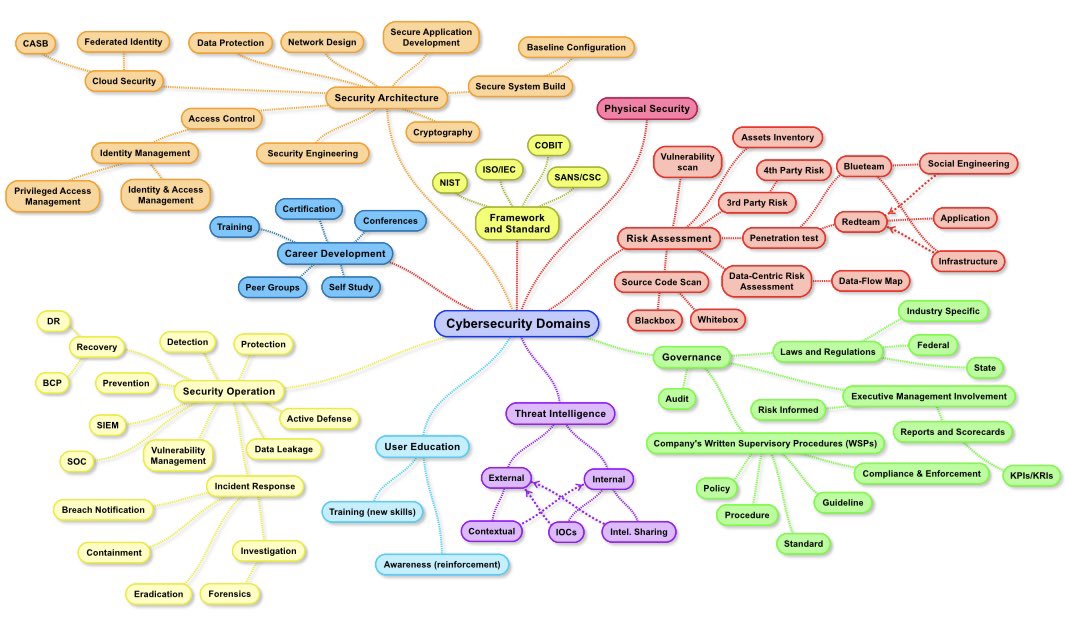 CASB
Federated Identity
Cloud Security
Data Protection
Network Design
Secure Application
Development
Baseline Configuration
Secure System Build
Security Architecture
Access Control
Cryptography
Security Engineering
Identity Management
Privileged Access
Management
Identity & Access
Management
Physical Security
COBIT
ISO/IEC
NIST
SANS/CSC
Framework
and Standard
Certification
Training
Conferences
Career Development
Peer Groups
Self Study
Assets Inventory
Vulnerability
scan
4th Party Risk
3rd Party Risk
Blueteam
Social Engineering
Redteam
Application
Infrastructure
Risk Assessment
Penetration test
Source Code Scan
Data-Centric Risk
Assessment
Data-Flow Map
Blackbox
Whitebox
Cybersecurity Domains
DR
Recovery
BCP
Detection
Protection
Prevention
Security Operation
SIEM
SOC
Vulnerability
Management
Active Defense
Data Leakage
Incident Response
Breach Notification
Containment
Investigation
Eradication
Forensics
User Education
Training (new skills)
Awareness (reinforcement)
Threat Intelligence
External
Internal
Contextual
IOCs
Intel. Sharing
Governance
Industry Specific
Laws and Regulations
Federal
State
Audit
Executive Management Involvement
Risk Informed
Reports and Scorecards
KPIs/KRIs
Company's Written Supervisory Procedures (WSPs)
Compliance & Enforcement
Policy
Procedure
Guideline
Standard